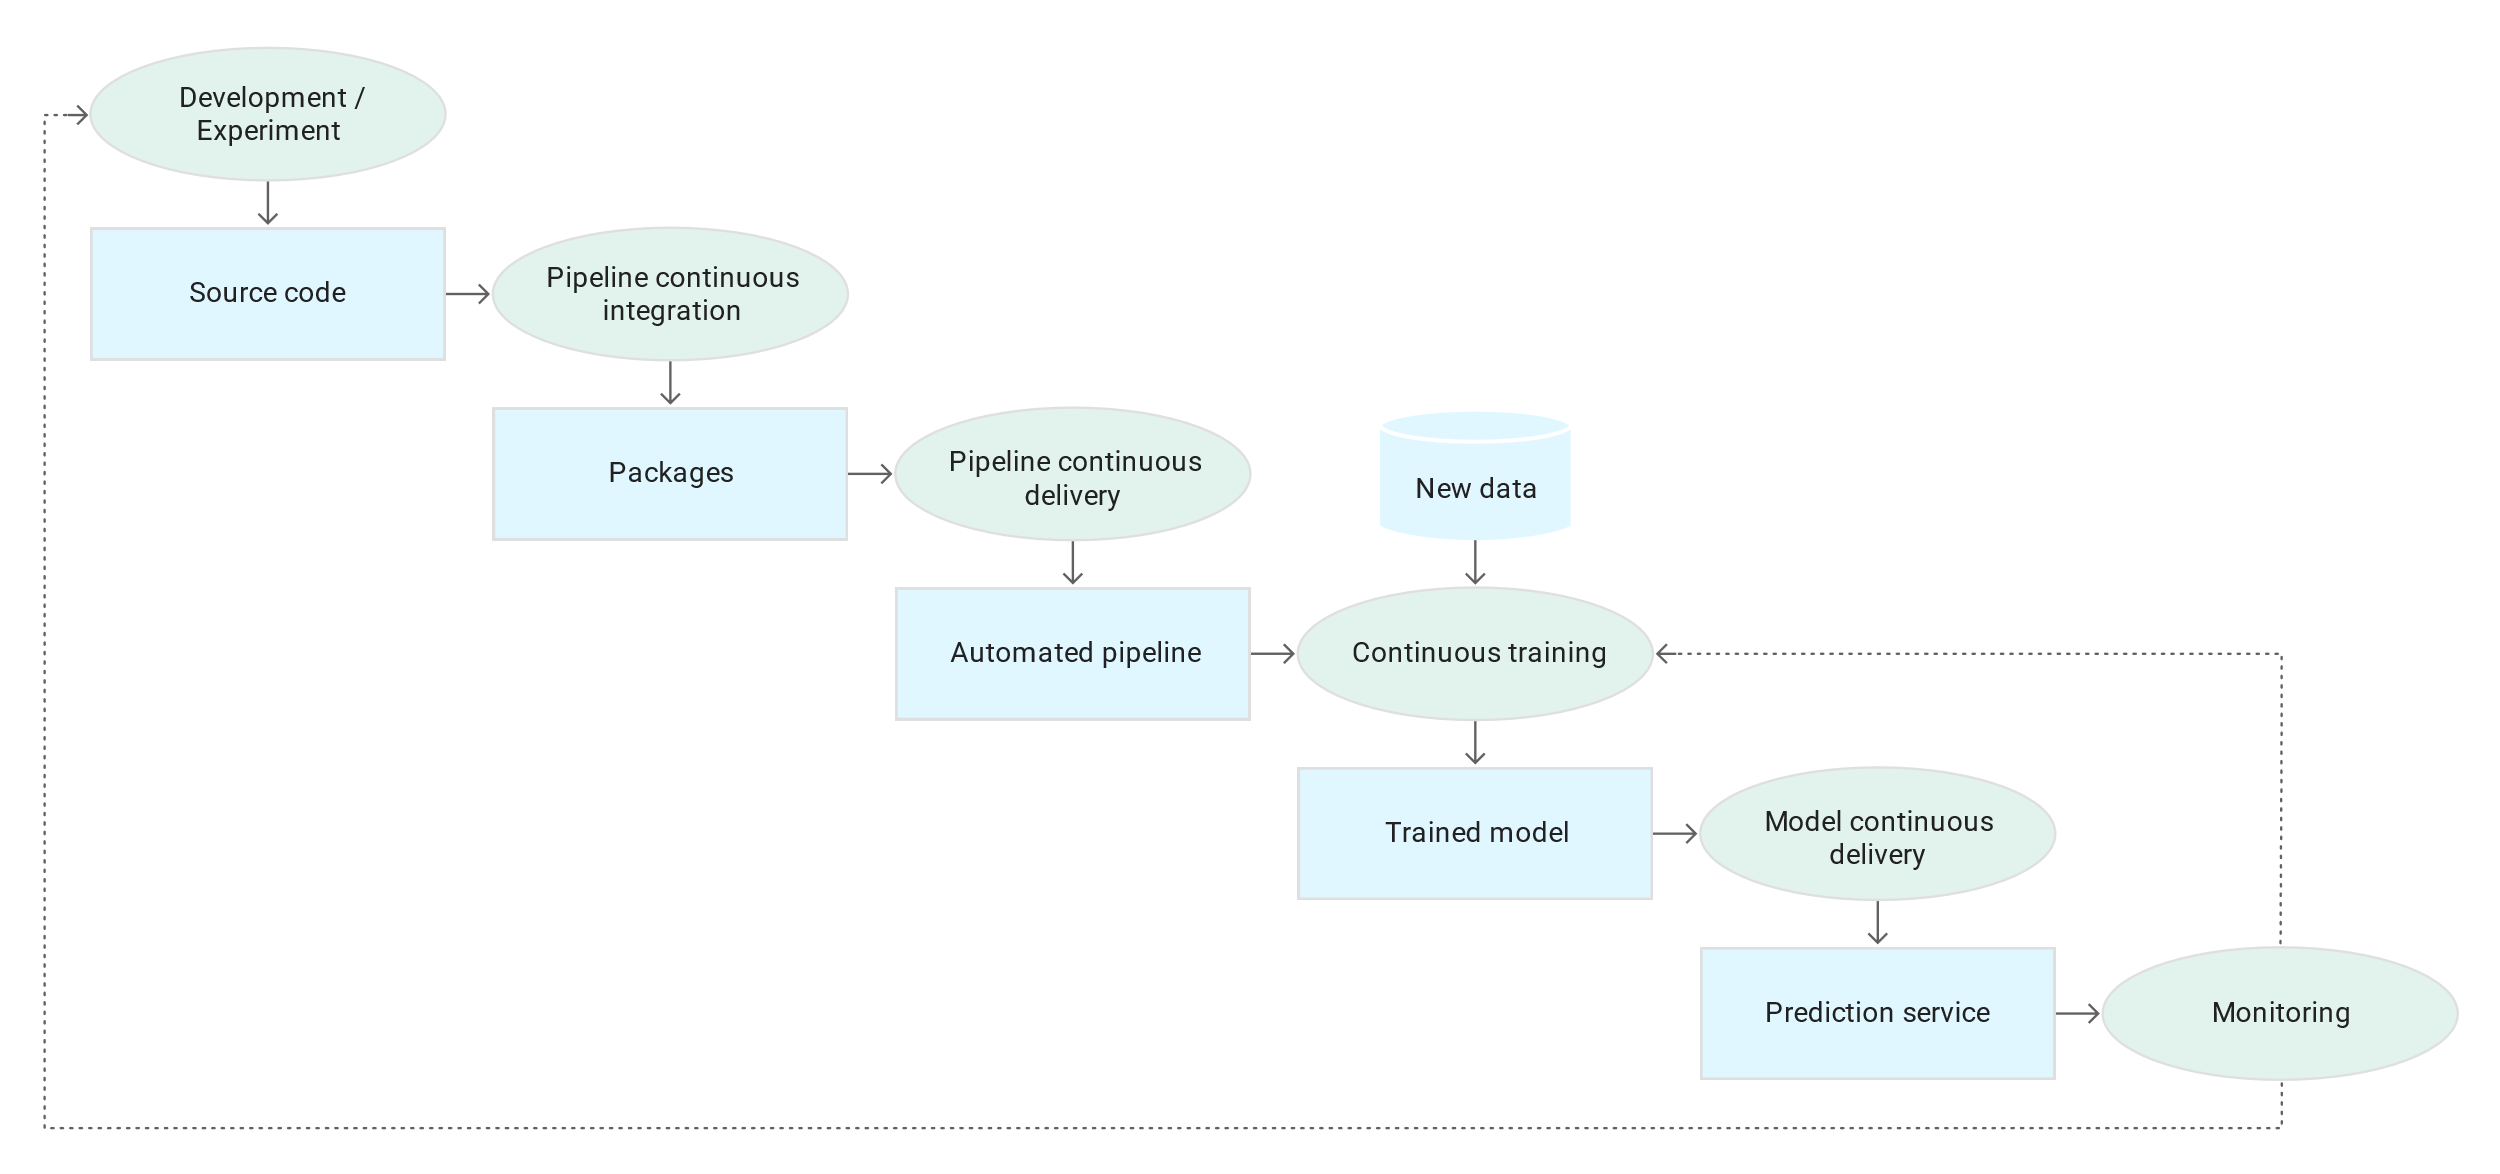 Development /
Experiment
Source code
Pipeline continuous
integration
Packages
Pipeline continuous
delivery
New data
Automated pipeline
Continuous training
Trained model
Model continuous
delivery
Prediction service
Monitoring